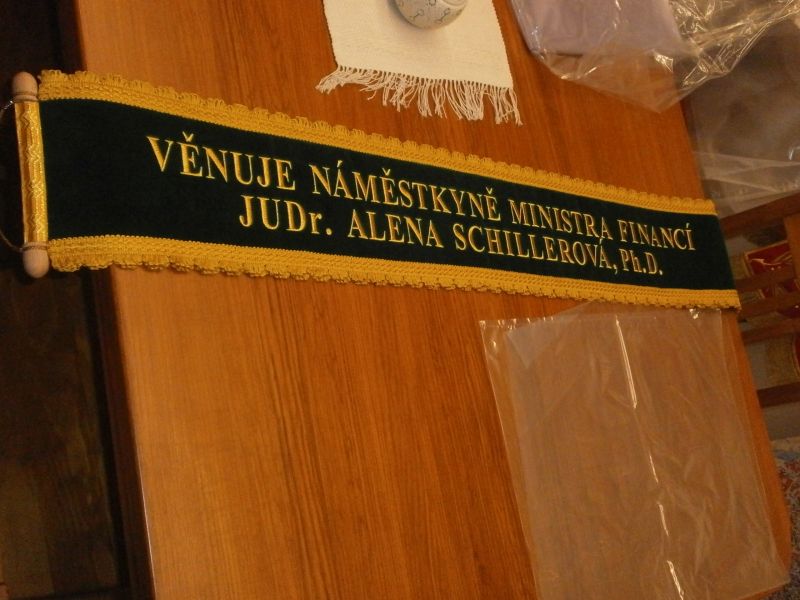 VĚNUJE NÁMĚSTKYNĚ MINISTRA FINANCÍ
JUDr. ALENA SCHILLEROVÁ, Ph.D.